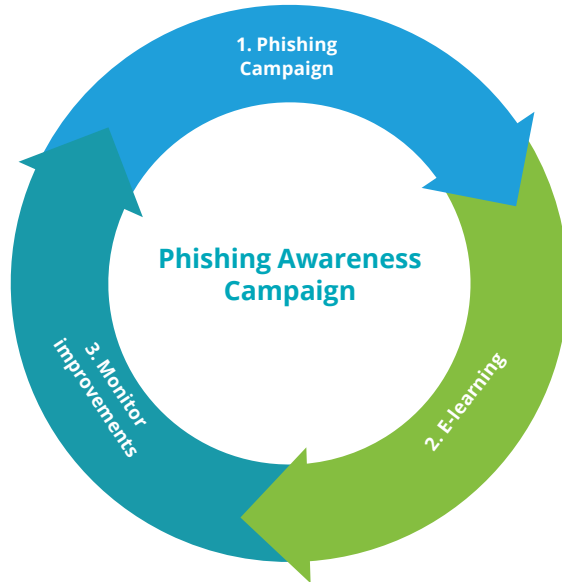 1. Phishing
Campaign
Phishing Awareness
Campaign
2. E-learning
3. Monitor
improvements